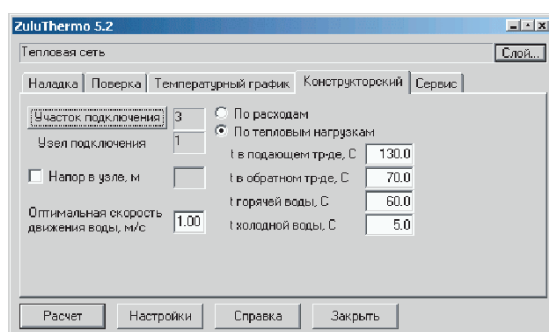 ZuluThermo 5.2
Тепловая сеть
Слой...
Наладка Поверка Температурный график Конструкторский Сервис
Участок подключения 3
Узел подключения 1
Напор в узле, м
Оптимальная скорость
движения воды, м/с 1.00
По расходам
По тепловым нагрузкам
t в подающем тр-де, С 130.0
t в обратном тр-де, С 70.0
t горячей воды, С 60.0
t холодной воды, С 5.0
Расчет Настройки Справка Закрыть